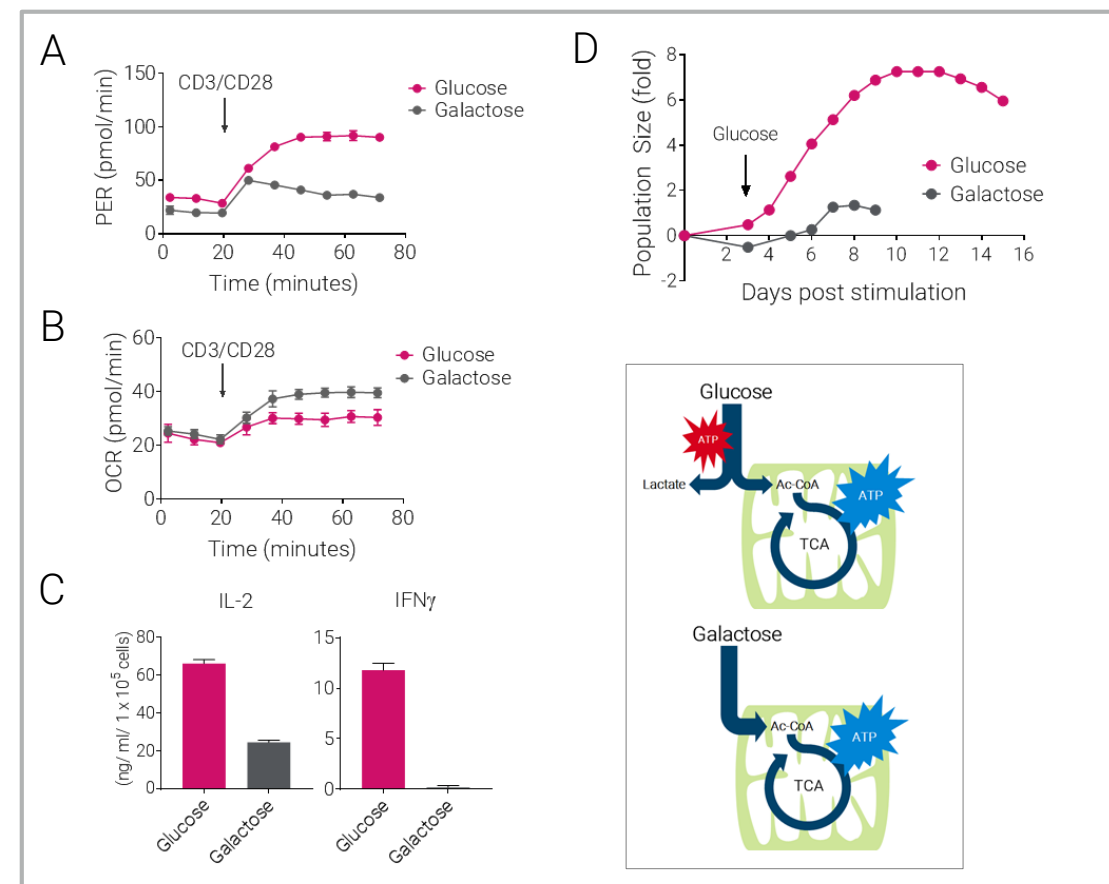 A
PER (pmol/min)
150
100
50
0
CD3/CD28
Glucose
Galactose
0 20 40 60 80
Time (minutes)
B
OCR (pmol/min)
60
40
20
0
CD3/CD28
Glucose
Galactose
0 20 40 60 80
Time (minutes)
C
IL-2
IFNγ
(ng/ ml/ 1 x 10⁵ cells)
80
60
40
20
0
Glucose
Galactose
15
10
5
0
Glucose
Galactose
D
Population Size (fold)
8
6
4
2
0
-2
Glucose
Glucose
Galactose
2 4 6 8 10 12 14 16
Days post stimulation
Glucose
ATP
Lactate
Ac-CoA
ATP
TCA
Galactose
Ac-CoA
ATP
TCA